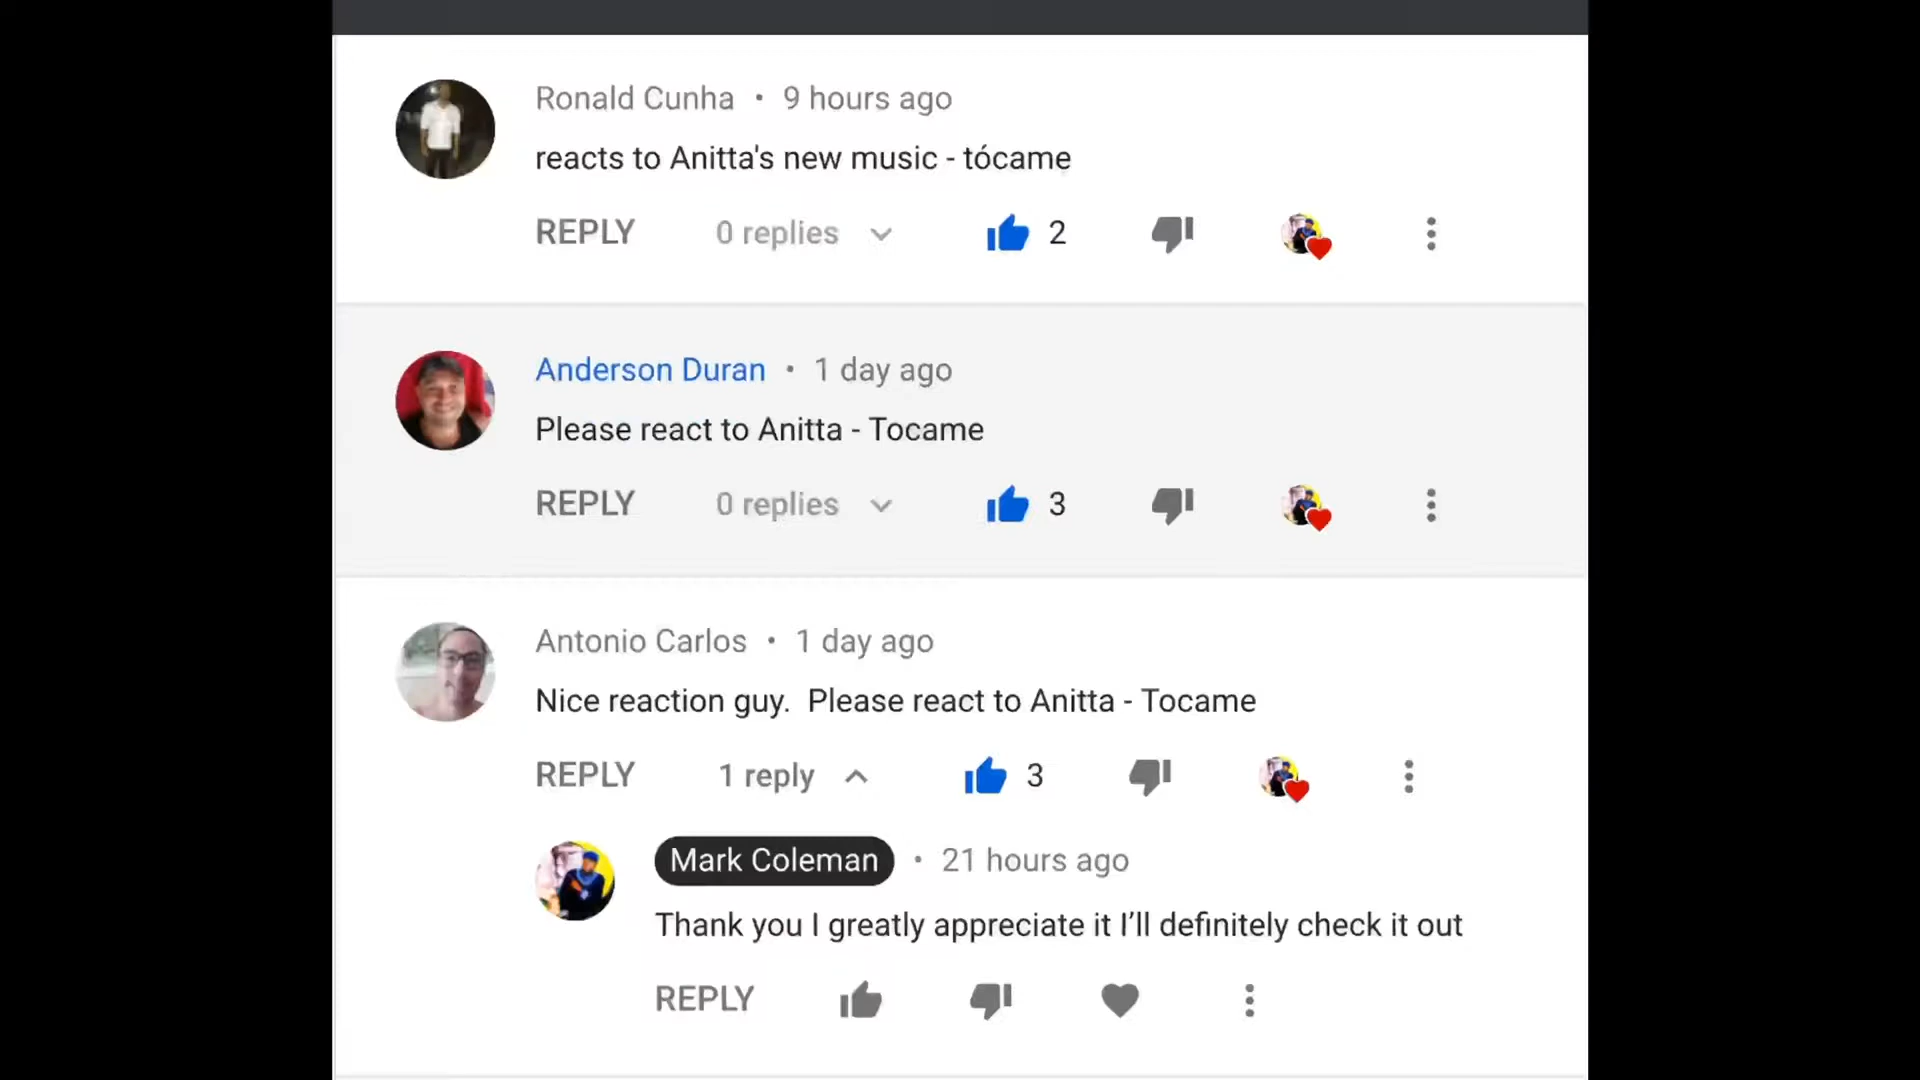 Ronald Cunha • 9 hours ago
reacts to Anitta's new music - tócame
REPLY 0 replies 2
Anderson Duran • 1 day ago
Please react to Anitta - Tocame
REPLY 0 replies 3
Antonio Carlos • 1 day ago
Nice reaction guy.  Please react to Anitta - Tocame
REPLY 1 reply 3
Mark Coleman • 21 hours ago
Thank you I greatly appreciate it I’ll definitely check it out
REPLY